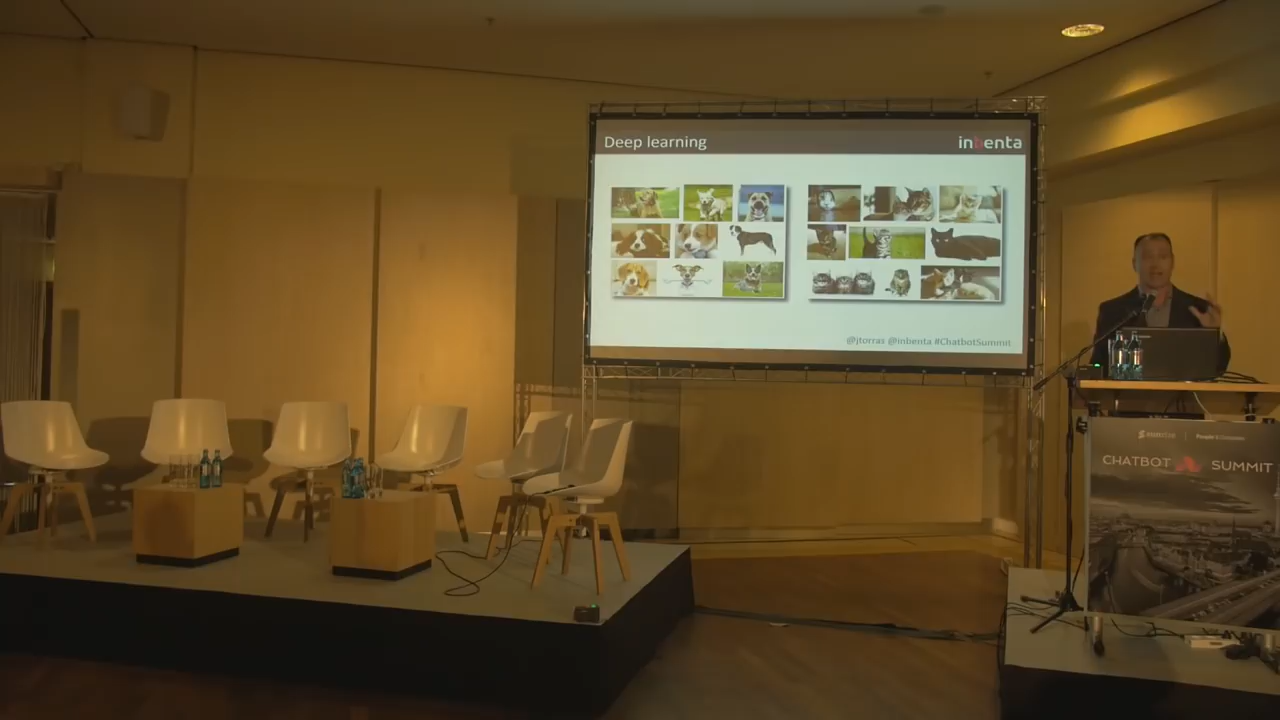 Deep learning
inbenta
@jtorras @inbenta #ChatbotSummit
CHATBOT SUMMIT